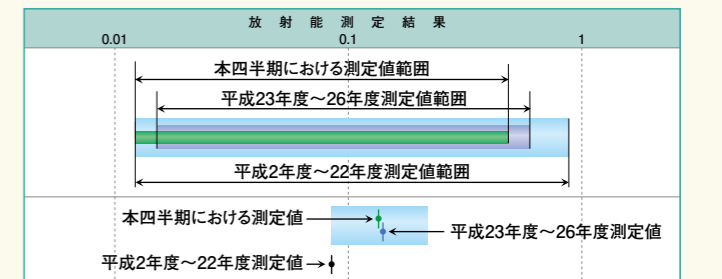 放射能測定結果
0.01 0.1 1
本四半期における測定値範囲
平成23年度～26年度測定値範囲
平成2年度～22年度測定値範囲
本四半期における測定値
平成23年度～26年度測定値
平成2年度～22年度測定値